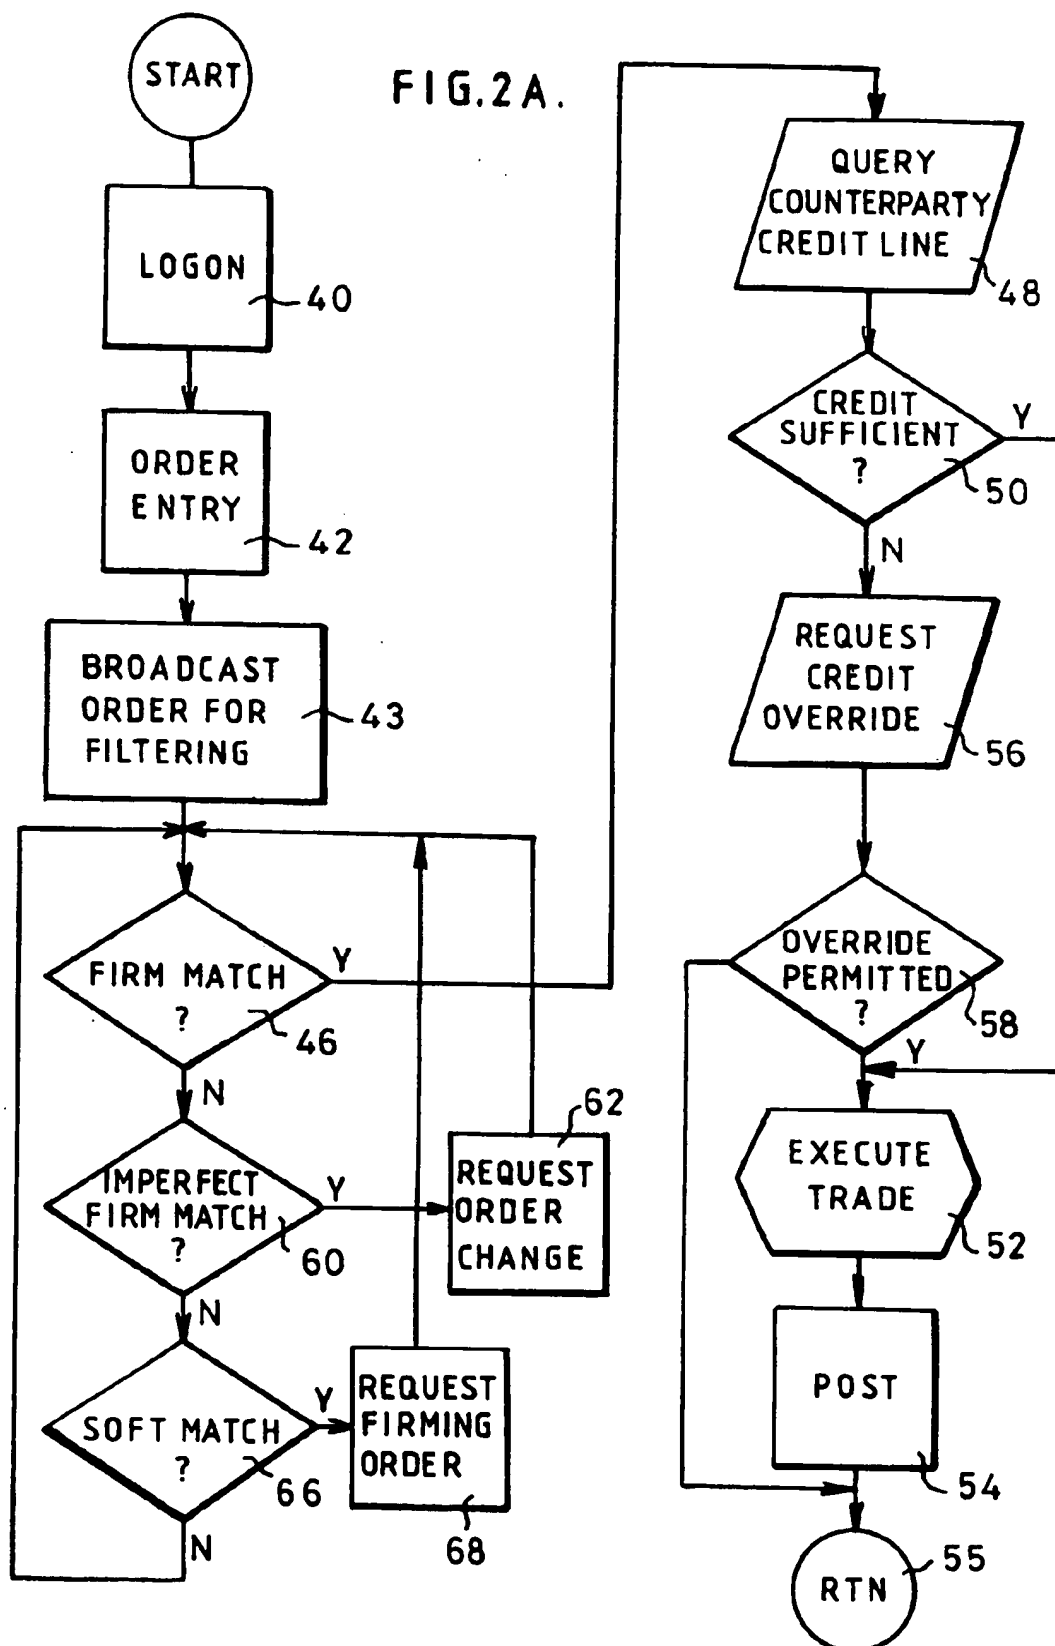 START
FIG.2A.
LOGON
40
ORDER
ENTRY
42
BROADCAST
ORDER FOR
FILTERING
43
FIRM MATCH
?
46
Y
N
IMPERFECT
FIRM MATCH
?
60
Y
N
62
REQUEST
ORDER
CHANGE
SOFT MATCH
?
66
Y
N
REQUEST
FIRMING
ORDER
68
QUERY
COUNTERPARTY
CREDIT LINE
48
CREDIT
SUFFICIENT
?
50
Y
N
REQUEST
CREDIT
OVERRIDE
56
OVERRIDE
PERMITTED
?
58
Y
EXECUTE
TRADE
52
POST
54
RTN
55